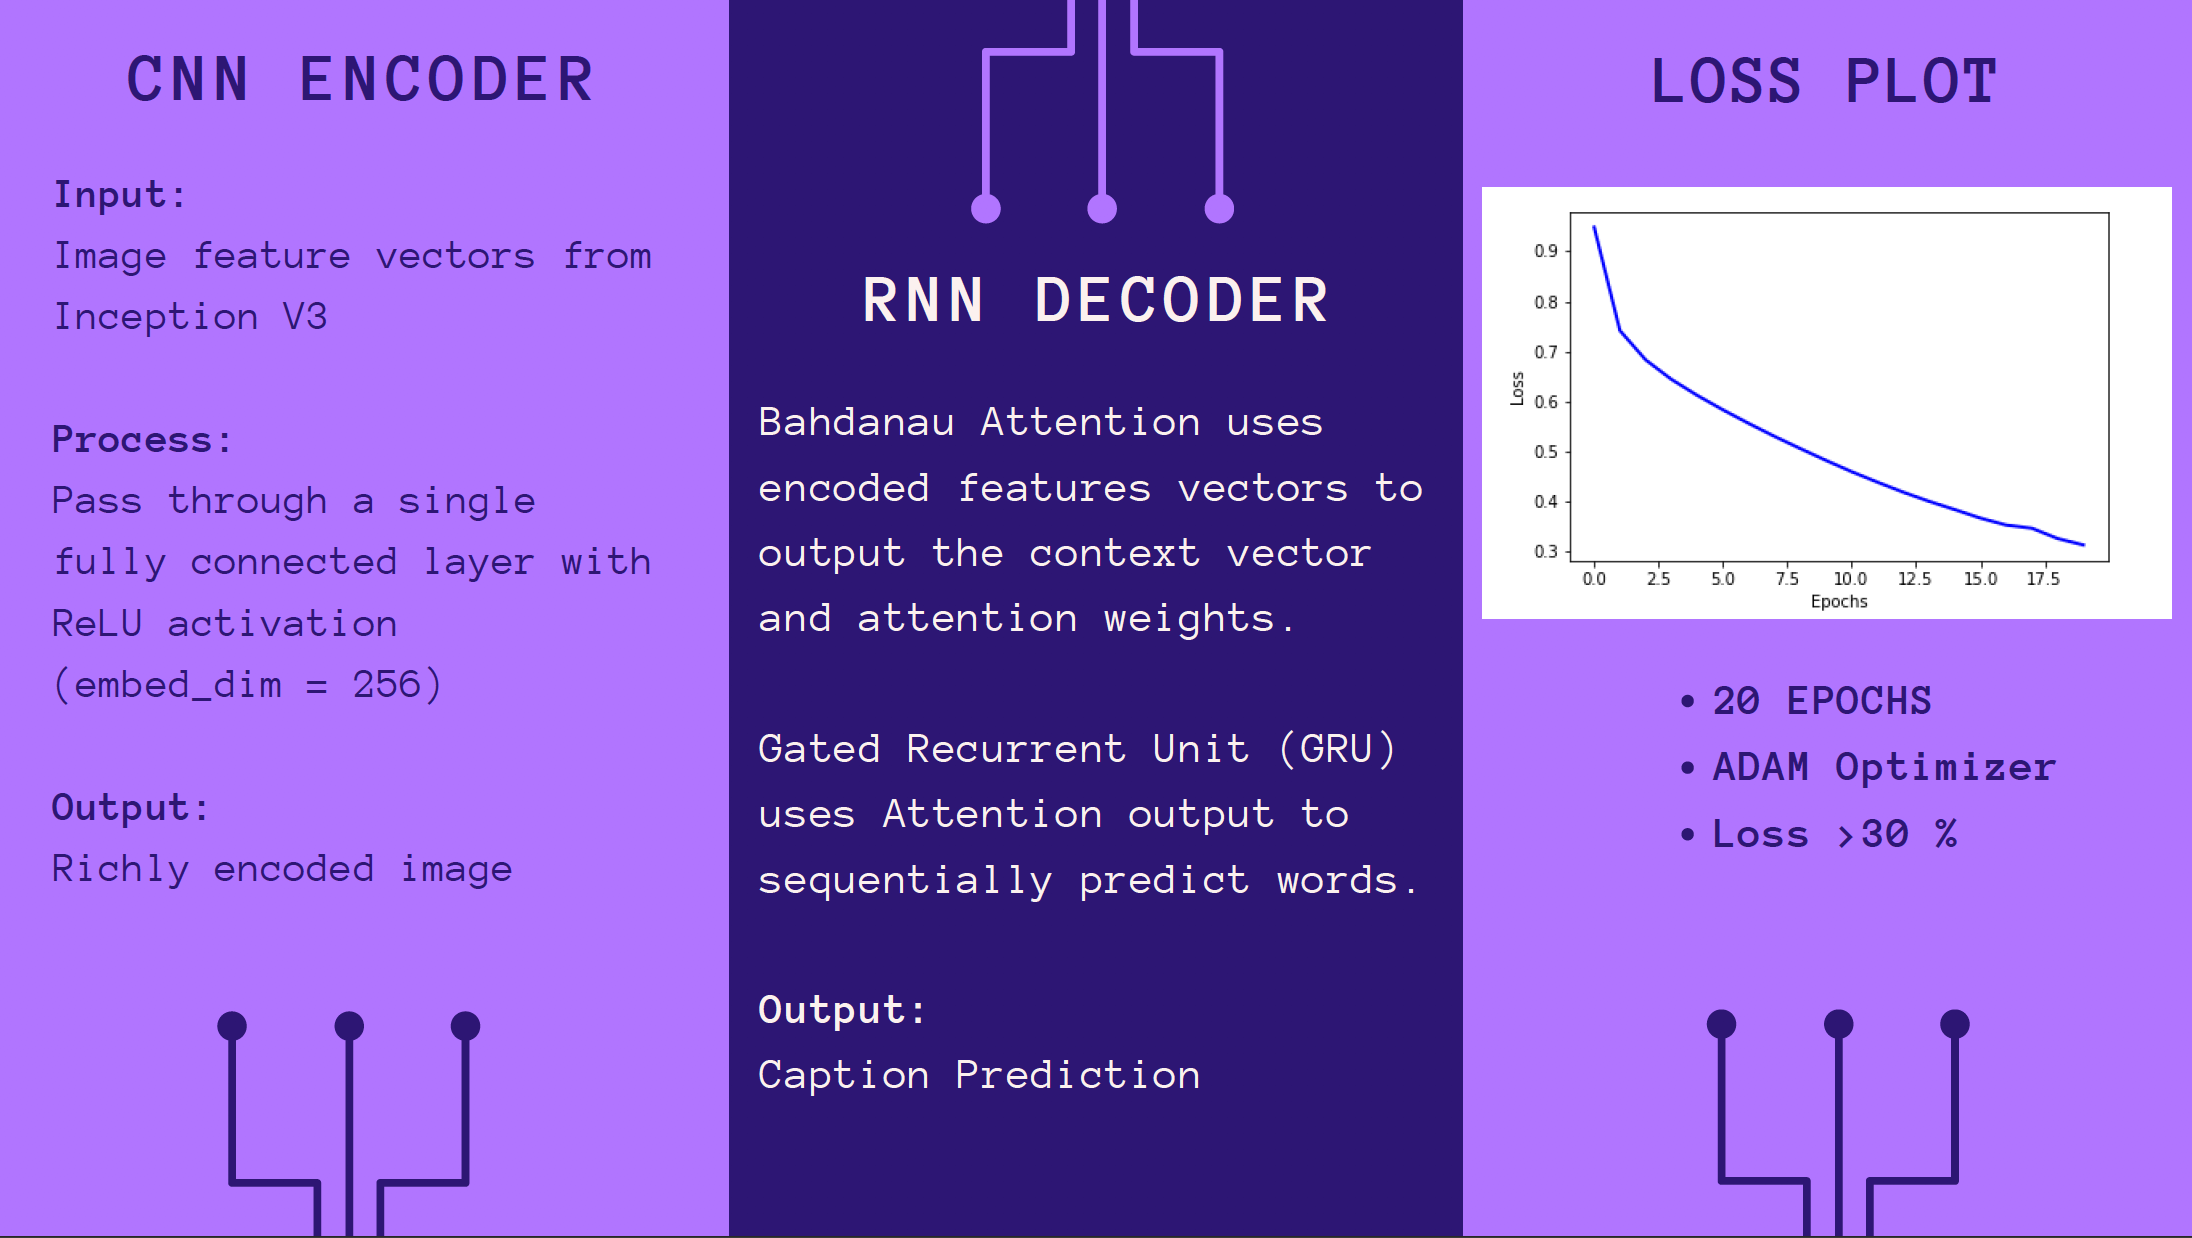 CNN ENCODER
Input:
Image feature vectors from
Inception V3
Process:
Pass through a single
fully connected layer with
ReLU activation
(embed_dim = 256)
Output:
Richly encoded image
RNN DECODER
Bahdanau Attention uses
encoded features vectors to
output the context vector
and attention weights.
Gated Recurrent Unit (GRU)
uses Attention output to
sequentially predict words.
Output:
Caption Prediction
LOSS PLOT
0.9
0.8
0.7
0.6
0.5
0.4
0.3
Loss
0.0 2.5 5.0 7.5 10.0 12.5 15.0 17.5
Epochs
• 20 EPOCHS
• ADAM Optimizer
• Loss >30 %